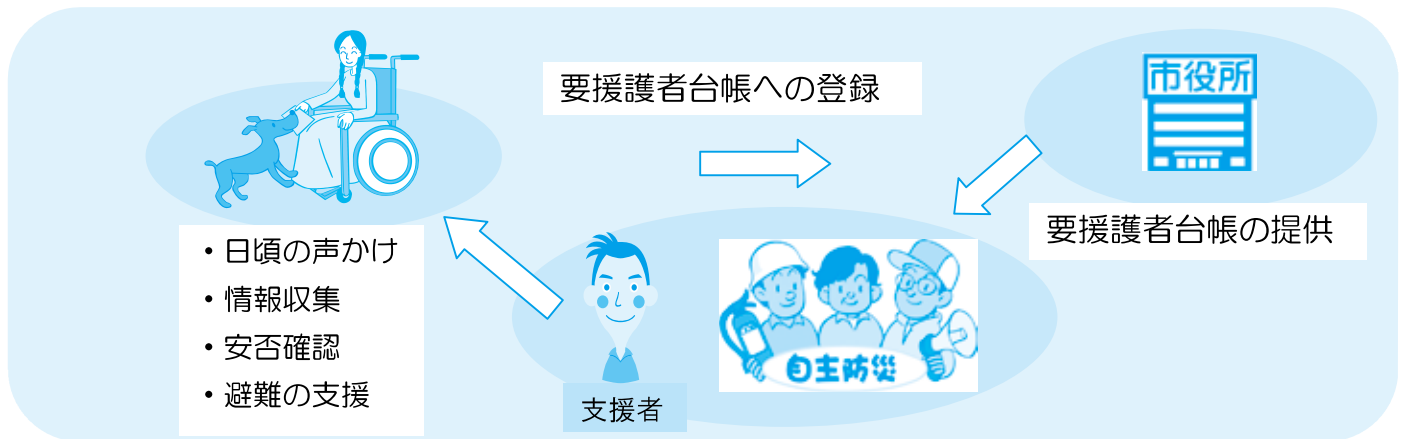 要援護者台帳への登録
市役所
要援護者台帳の提供
・日頃の声かけ
・情報収集
・安否確認
・避難の支援
自主防災
支援者